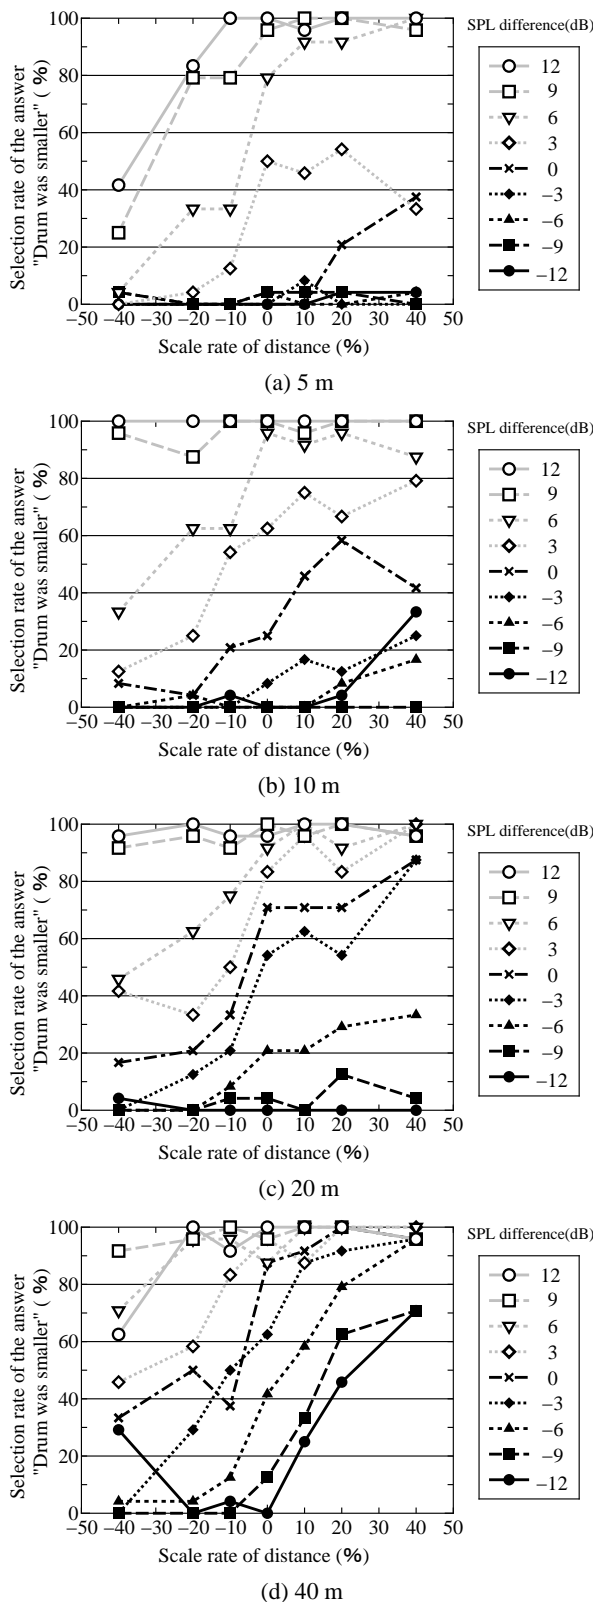 SPL difference(dB)
100
80
60
40
20
0
−50 −40 −30 −20 −10 0 10 20 30 40 50
Selection rate of the answer
"Drum was smaller" ( %)
Scale rate of distance (%)
12
9
6
3
0
−3
−6
−9
−12
(a) 5 m
SPL difference(dB)
100
80
60
40
20
0
−50 −40 −30 −20 −10 0 10 20 30 40 50
Selection rate of the answer
"Drum was smaller" ( %)
Scale rate of distance (%)
12
9
6
3
0
−3
−6
−9
−12
(b) 10 m
SPL difference(dB)
100
80
60
40
20
0
−50 −40 −30 −20 −10 0 10 20 30 40 50
Selection rate of the answer
"Drum was smaller" ( %)
Scale rate of distance (%)
12
9
6
3
0
−3
−6
−9
−12
(c) 20 m
SPL difference(dB)
100
80
60
40
20
0
−50 −40 −30 −20 −10 0 10 20 30 40 50
Selection rate of the answer
"Drum was smaller" ( %)
Scale rate of distance (%)
12
9
6
3
0
−3
−6
−9
−12
(d) 40 m